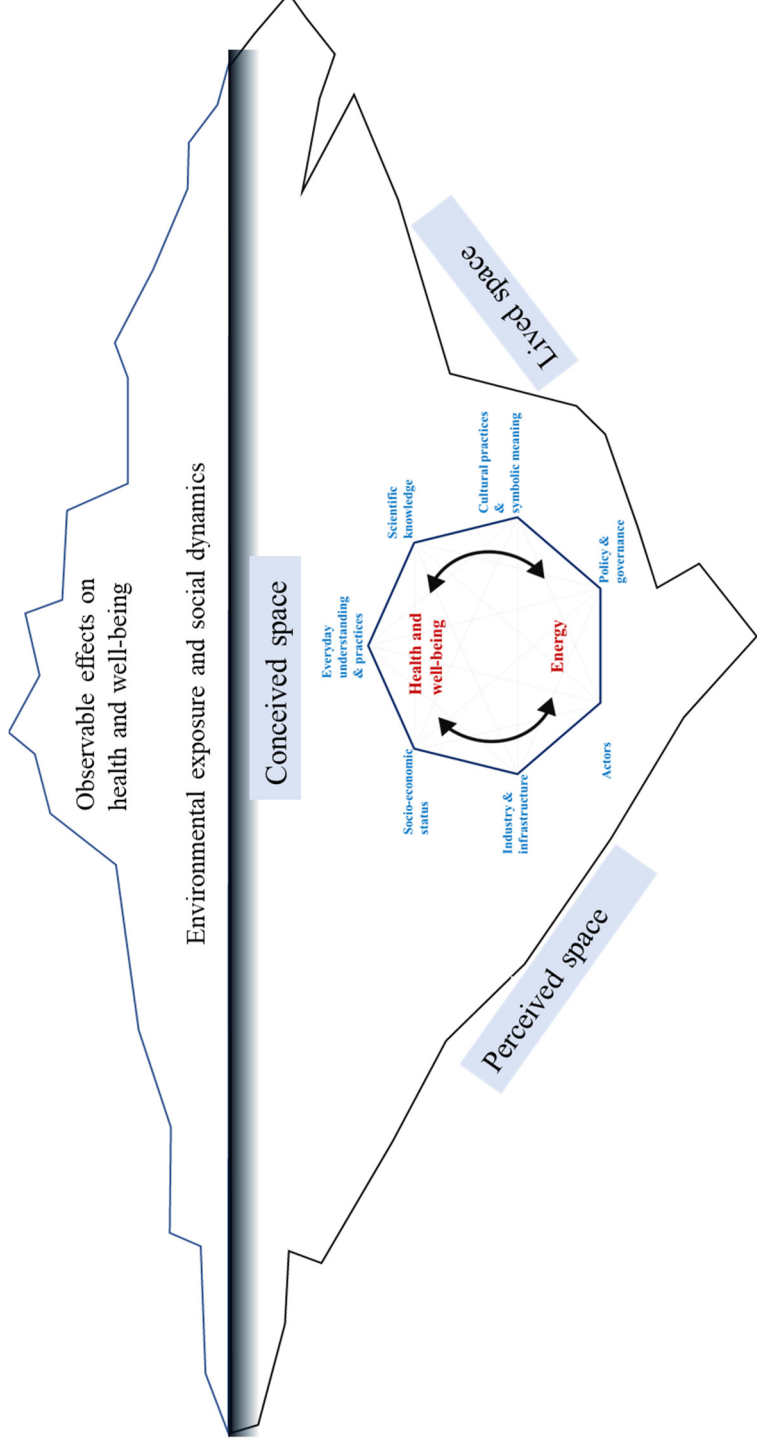 Observable effects on
health and well-being
Environmental exposure and social dynamics
Conceived space
Everyday
understanding
& practices
Socio-economic
status
Scientific
knowledge
Health and
well-being
Industry &
infrastructure
Cultural practices
&
symbolic meaning
Energy
Actors
Policy &
governance
Perceived space
Lived space